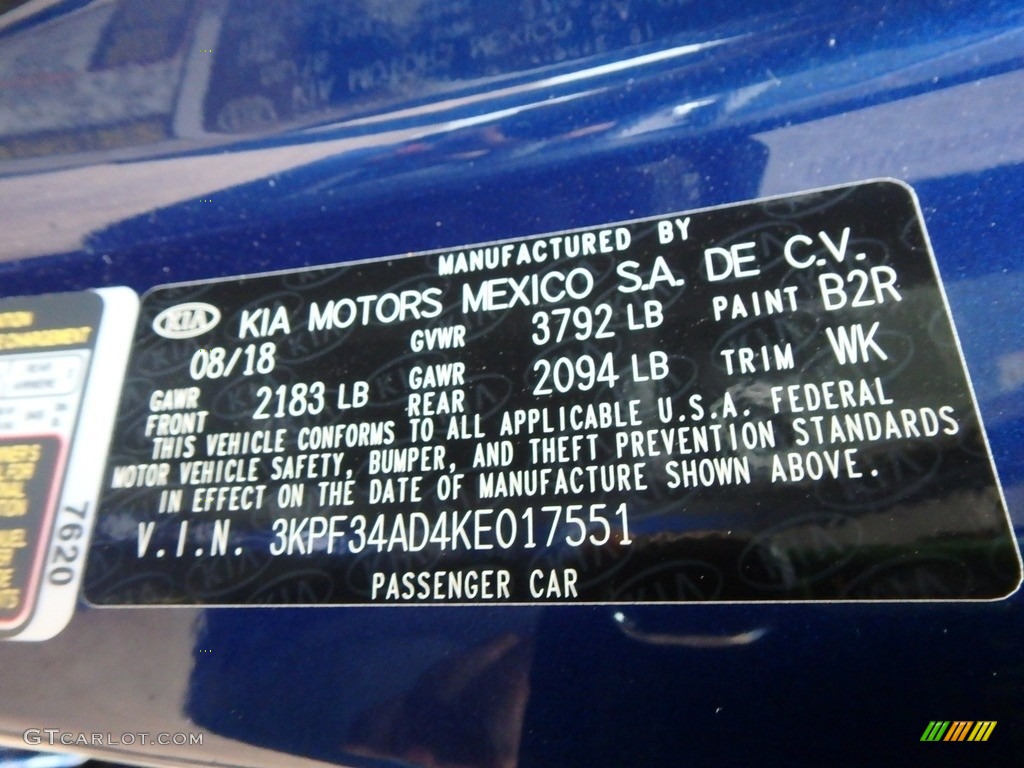 MANUFACTURED BY
KIA KIA MOTORS MEXICO S.A. DE C.V.
08/18 GVWR 3792 LB PAINT B2R
GAWR FRONT 2183 LB GAWR REAR 2094 LB TRIM WK
THIS VEHICLE CONFORMS TO ALL APPLICABLE U.S.A. FEDERAL
MOTOR VEHICLE SAFETY, BUMPER, AND THEFT PREVENTION STANDARDS
IN EFFECT ON THE DATE OF MANUFACTURE SHOWN ABOVE.
V.I.N. 3KPF34AD4KE017551
PASSENGER CAR
7620
GTCARLOT.COM